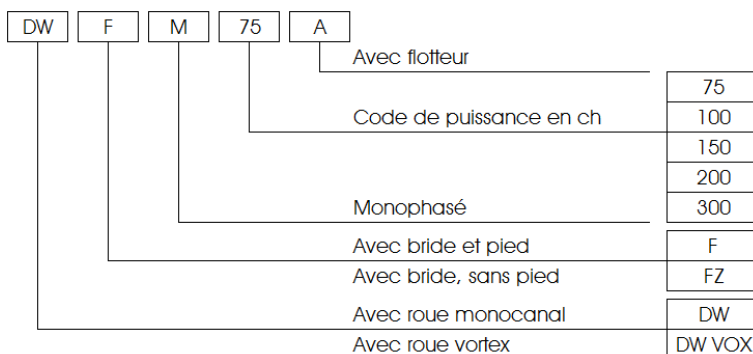 DW F M 75 A
Avec flotteur
75
Code de puissance en ch 100
150
200
Monophasé 300
Avec bride et pied F
Avec bride, sans pied FZ
Avec roue monocanal DW
Avec roue vortex DW VOX